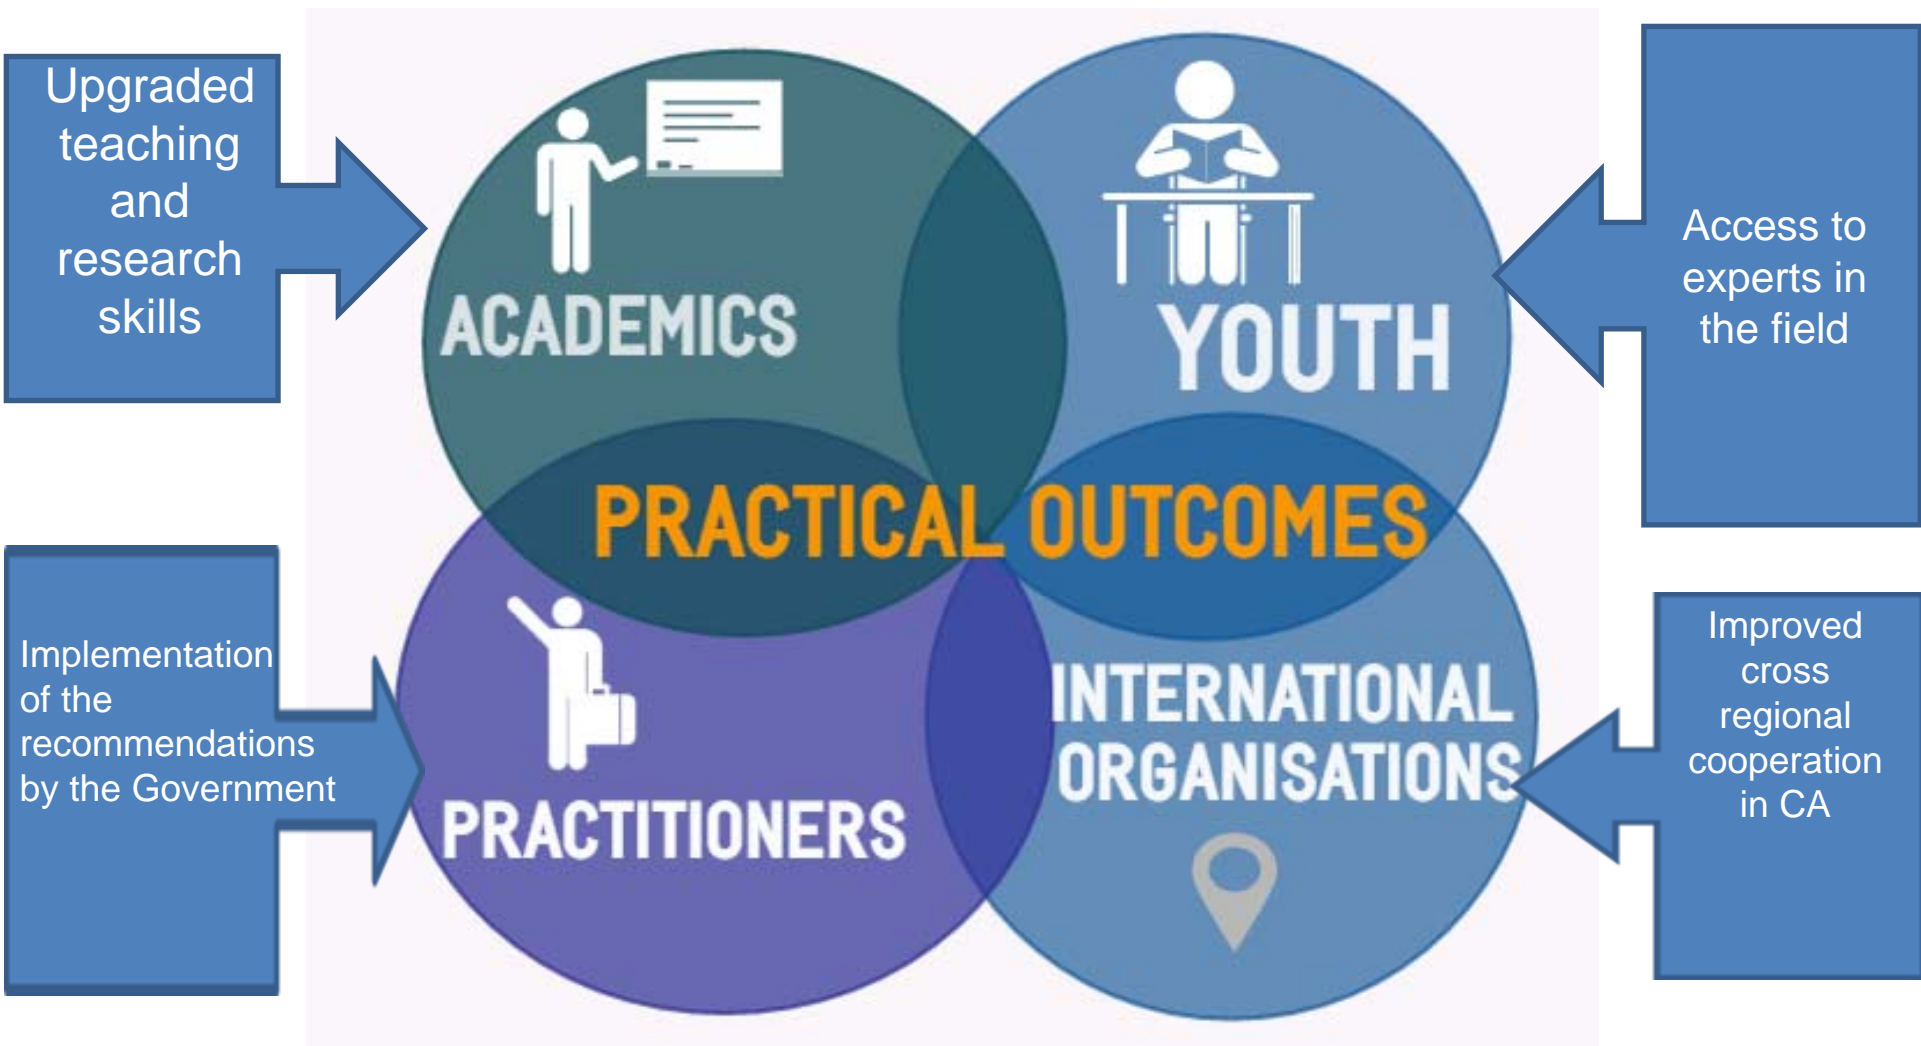 Upgraded
teaching
and
research
skills
ACADEMICS
YOUTH
Access to
experts in
the field
PRACTICAL OUTCOMES
Implementation
of the
recommendations
by the Government
PRACTITIONERS
INTERNATIONAL
ORGANISATIONS
Improved
cross
regional
cooperation
in CA